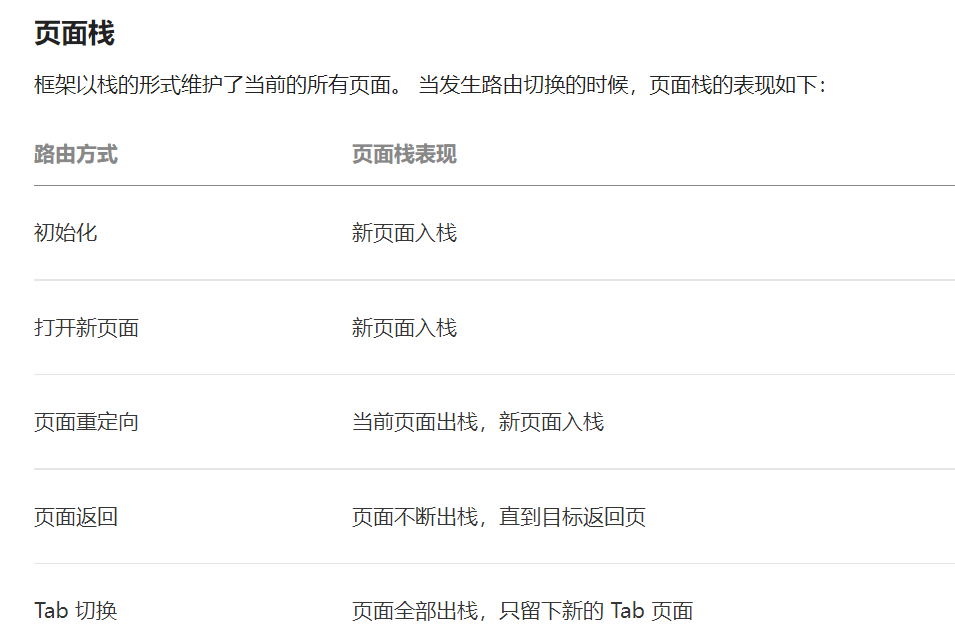 页面栈
框架以栈的形式维护了当前的所有页面。 当发生路由切换的时候，页面栈的表现如下：
路由方式 页面栈表现
初始化 新页面入栈
打开新页面 新页面入栈
页面重定向 当前页面出栈，新页面入栈
页面返回 页面不断出栈，直到目标返回页
Tab 切换 页面全部出栈，只留下新的 Tab 页面